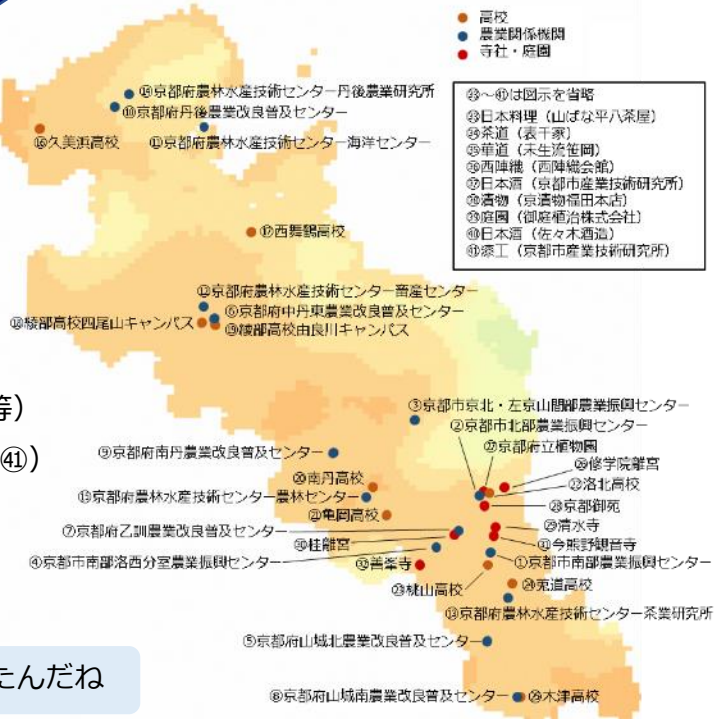 高校
農業関係機関
寺社・庭園
㉝～㊶は図示を省略
㉝日本料理（山ばな平八茶屋）
㉞茶道（表千家）
㉟華道（未生流笹岡）
㊱西陣織（西陣織会館）
㊲日本酒（京都市産業技術研究所）
㊳漬物（京漬物福田本店）
㊴庭園（御庭植治株式会社）
㊵日本酒（佐々木酒造）
㊶漆工（京都市産業技術研究所）
⑭京都府農林水産技術センター丹後農業研究所
⑩京都府丹後農業改良普及センター
⑯久美浜高校
⑪京都府農林水産技術センター海洋センター
⑰西舞鶴高校
⑫京都府農林水産技術センター畜産センター
⑥京都府中丹東農業改良普及センター
⑱綾部高校四尾山キャンパス
⑲綾部高校由良川キャンパス
等）
㊶）
③京都市京北・左京山間部農業振興センター
②京都市北部農業振興センター
㉗京都府立植物園
⑨京都府南丹農業改良普及センター
㉖修学院離宮
⑳南丹高校
㉒洛北高校
⑮京都府農林水産技術センター農林センター
㉘京都御苑
㉑亀岡高校
㉙清水寺
⑦京都府乙訓農業改良普及センター
㉚桂離宮
㉛今熊野観音寺
④京都市南部洛西分室農業振興センター
㉜善峯寺
①京都市南部農業振興センター
㉓桃山高校
㉔莵道高校
⑬京都府農林水産技術センター茶業研究所
⑤京都府山城北農業改良普及センター
たんだね
⑧京都府山城南農業改良普及センター
㉕木津高校